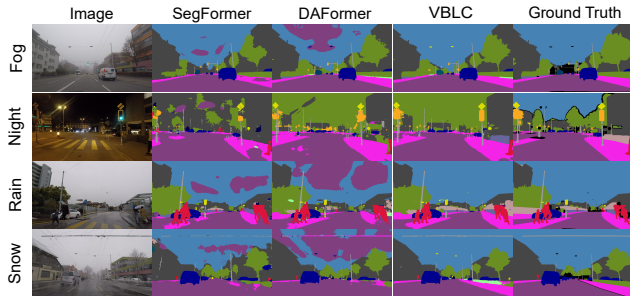 Image SegFormer DAFormer VBLC Ground Truth
Fog
Night
Rain
Snow